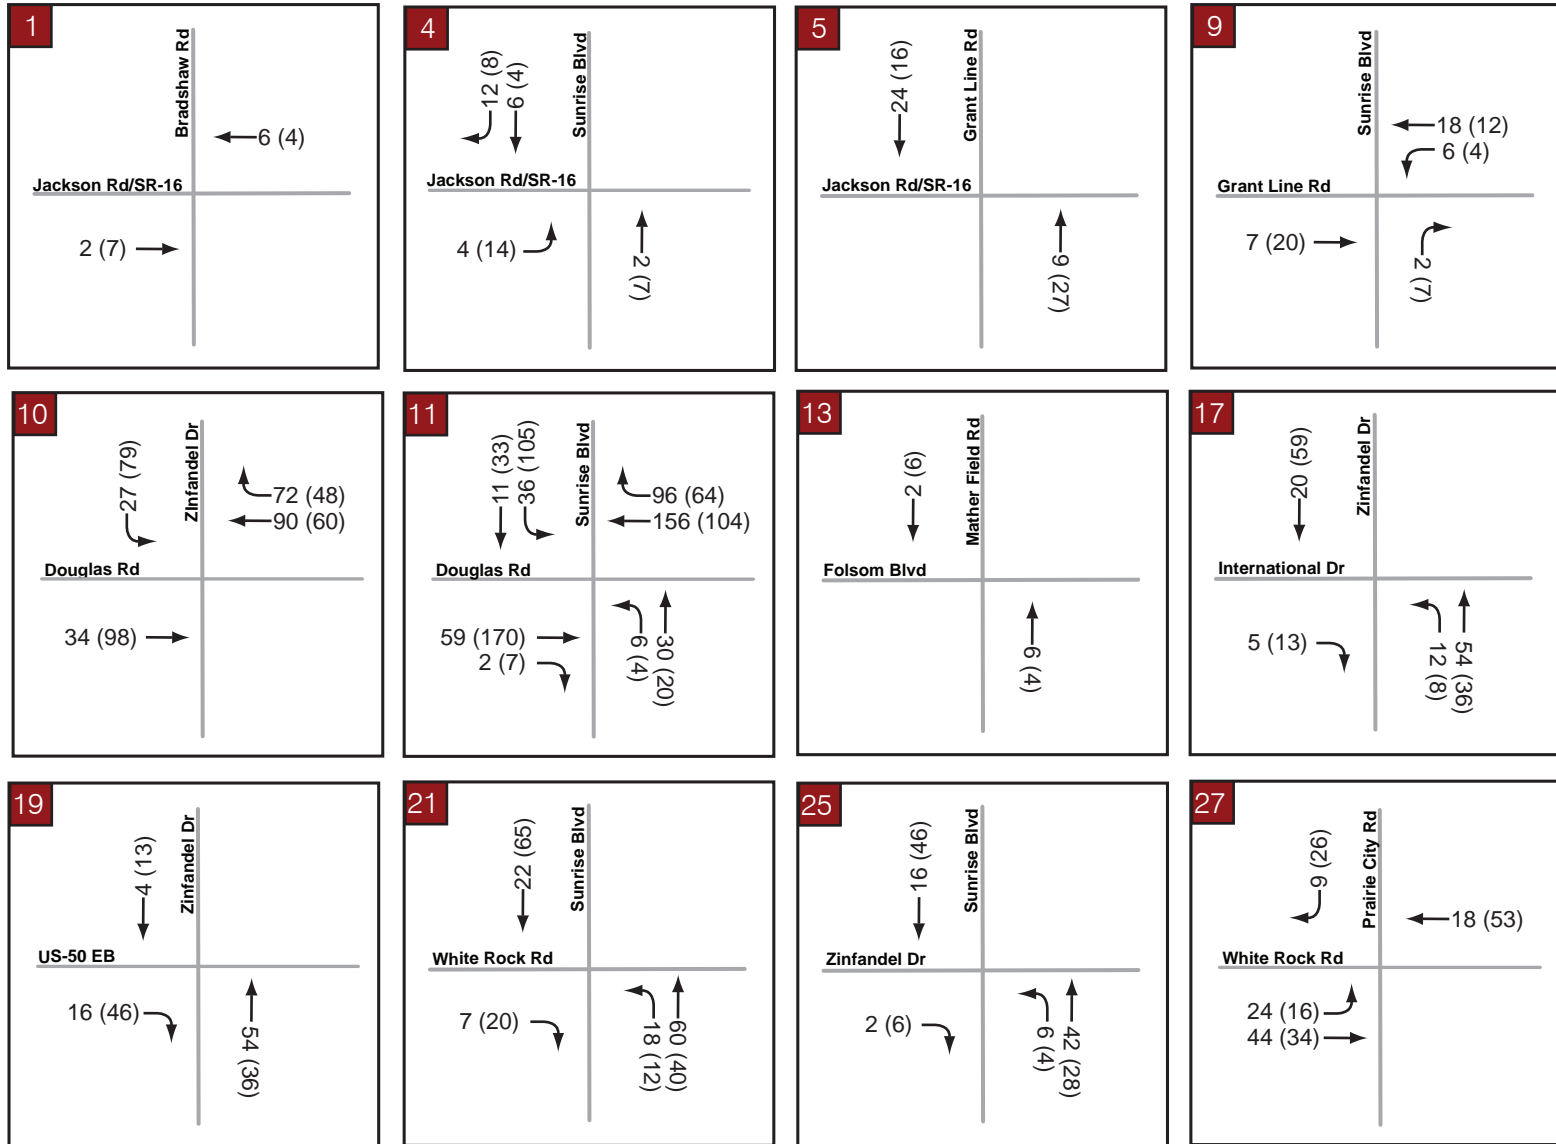 1
Bradshaw Rd
6 (4)
Jackson Rd/SR-16
2 (7)
4
12 (8)
6 (4)
Sunrise Blvd
Jackson Rd/SR-16
4 (14)
2 (7)
5
24 (16)
Grant Line Rd
Jackson Rd/SR-16
9 (27)
9
Sunrise Blvd
18 (12)
6 (4)
Grant Line Rd
7 (20)
2 (7)
10
27 (79)
ZInfandel Dr
72 (48)
90 (60)
Douglas Rd
34 (98)
11
11 (33)
36 (105)
Sunrise Blvd
96 (64)
156 (104)
Douglas Rd
59 (170)
2 (7)
6 (4)
30 (20)
13
2 (6)
Mather Field Rd
Folsom Blvd
6 (4)
17
20 (59)
Zinfandel Dr
International Dr
5 (13)
12 (8)
54 (36)
19
4 (13)
Zinfandel Dr
US-50 EB
16 (46)
54 (36)
21
22 (65)
Sunrise Blvd
White Rock Rd
7 (20)
18 (12)
60 (40)
25
16 (46)
Sunrise Blvd
Zinfandel Dr
2 (6)
6 (4)
42 (28)
27
9 (26)
Prairie City Rd
18 (53)
White Rock Rd
24 (16)
44 (34)